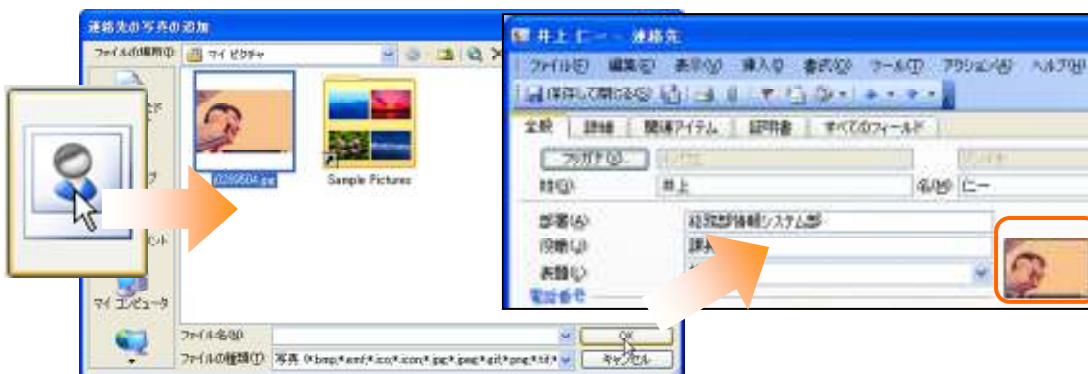 連絡先の写真の追加
ファイルの場所(I)
マイ ピクチャ
j0289504.jpg
Sample Pictures
マイ コンピュータ
ファイル名(N)
ファイルの種類(T)
写真 (*.bmp;*.emf;*.ico;*.icon;*.jpg;*.jpeg;*.gif;*.png;*.tif;*
OK
キャンセル
井上 仁一 - 連絡先
ファイル(F) 編集(E) 表示(V) 挿入(I) 書式(O) ツール(T) アクション(A) ヘルプ(H)
保存して閉じる(S)
全般 詳細 関連アイテム 証明書 すべてのフィールド
フリガナ(U)
姓(G)
井上
名(M)
仁一
部署(A)
総務部情報システム部
役職(J)
課長
表題(L)
電話番号